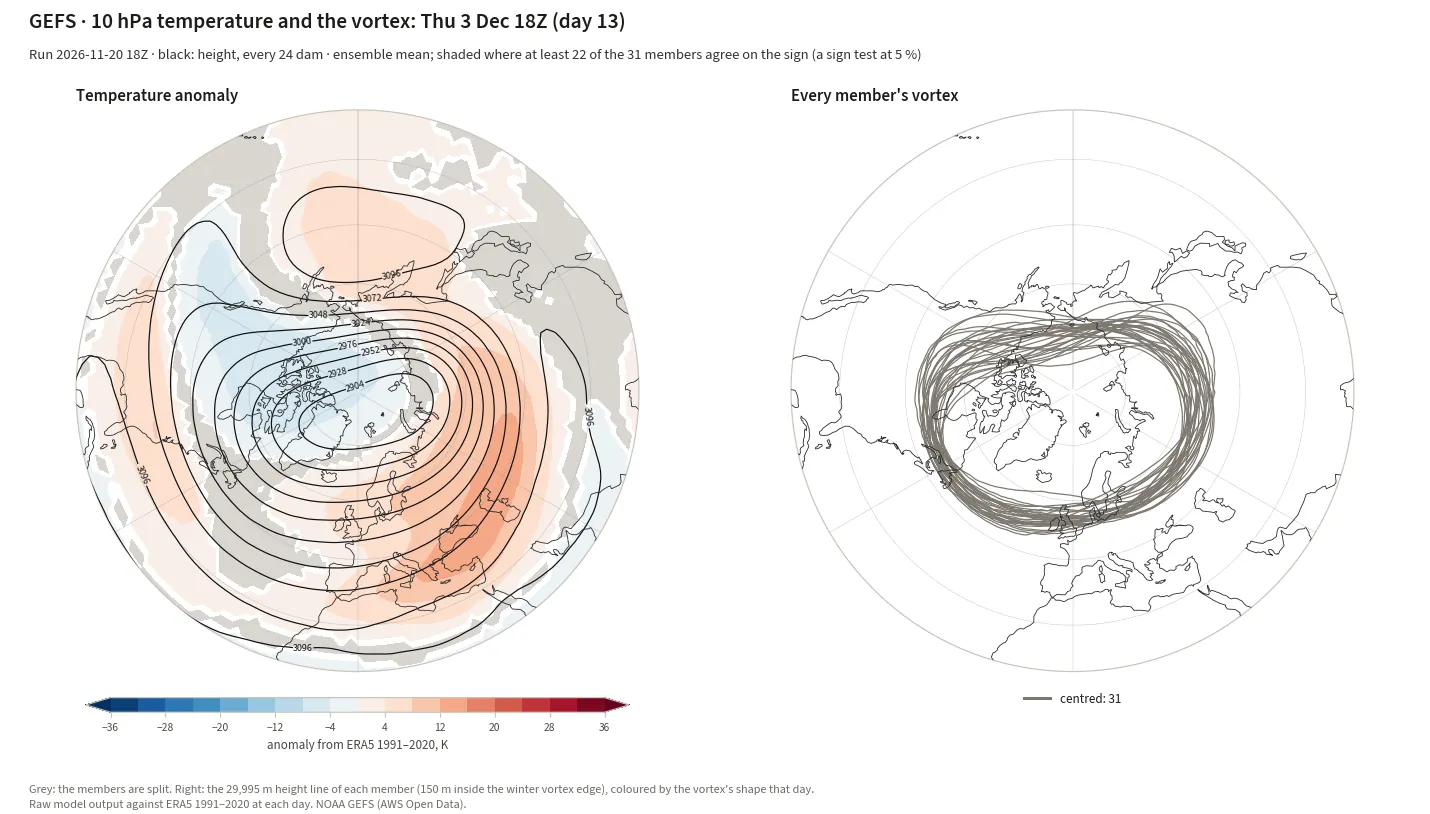 GEFS · 10 hPa temperature and the vortex: Thu 3 Dec 18Z (day 13)
Run 2026-11-20 18Z · black: height, every 24 dam · ensemble mean; shaded where at least 22 of the 31 members agree on the sign (a sign test at 5 %)
Temperature anomaly
Every member's vortex
3096
3072
3048
3024
3000
2976
2952
2928
2904
3096
3096
3096
centred: 31
−36
−28
−20
−12
−4
4
12
20
28
36
anomaly from ERA5 1991–2020, K
Grey: the members are split. Right: the 29,995 m height line of each member (150 m inside the winter vortex edge), coloured by the vortex's shape that day.
Raw model output against ERA5 1991–2020 at each day. NOAA GEFS (AWS Open Data).